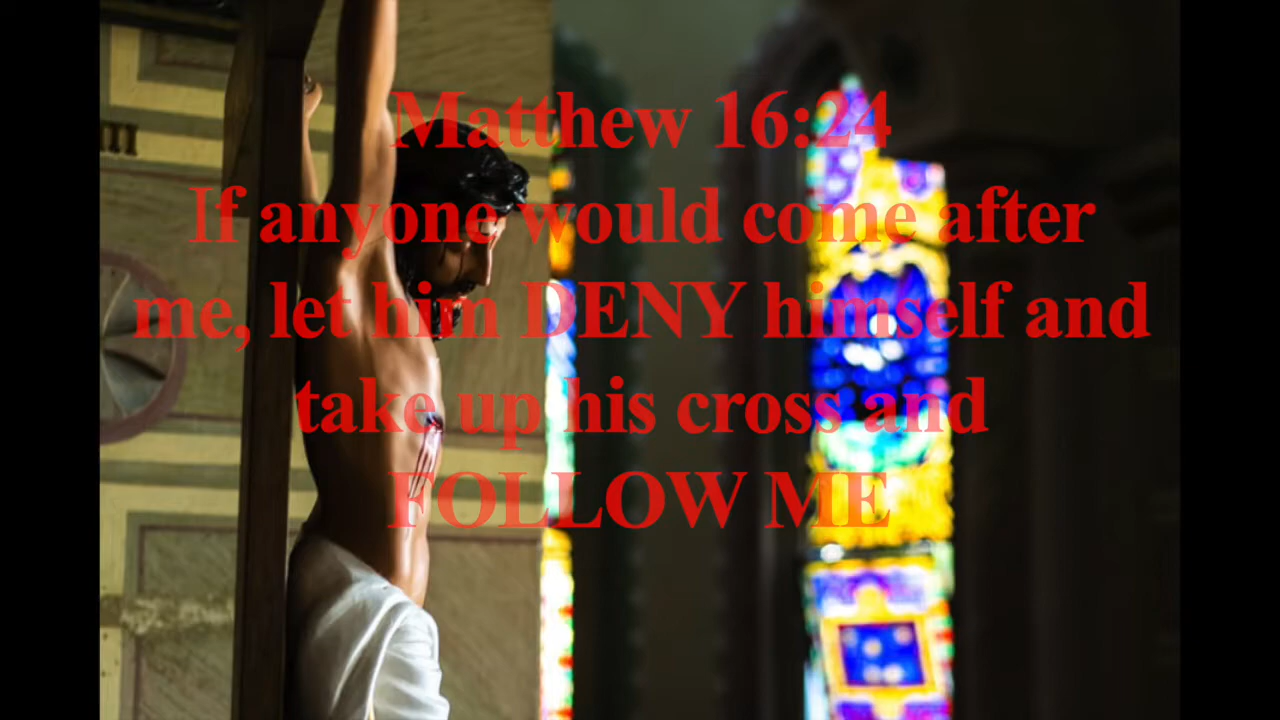 Matthew 16:24
If anyone would come after
me, let him DENY himself and
take up his cross and
FOLLOW ME